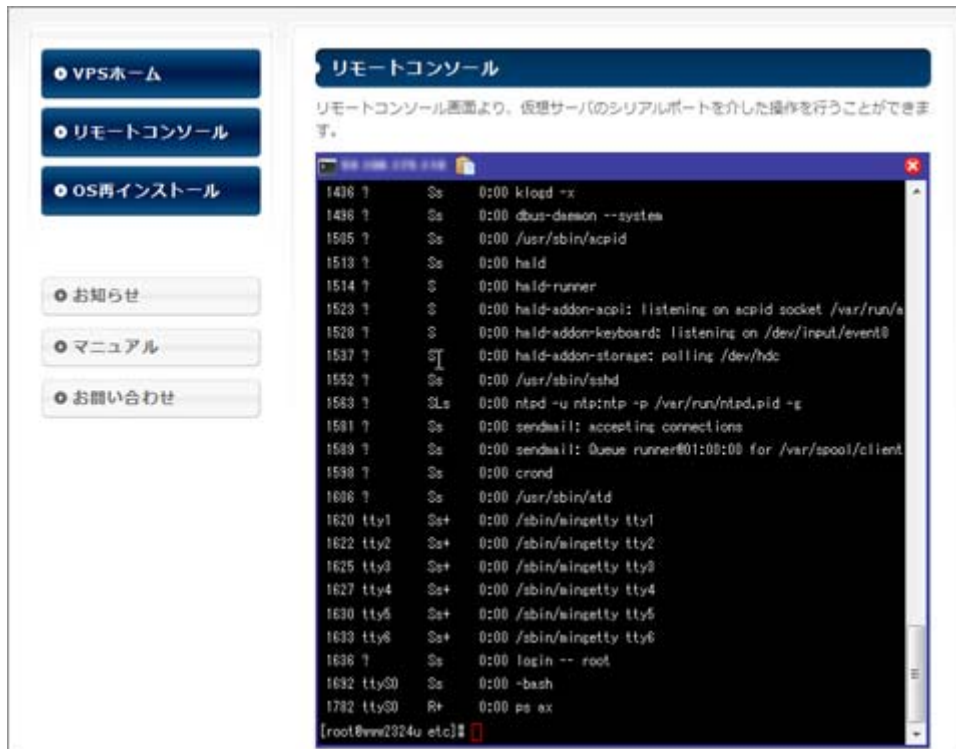 VPSホーム
リモートコンソール
OS再インストール
お知らせ
マニュアル
お問い合わせ
リモートコンソール
リモートコンソール画面より、仮想サーバのシリアルポートを介した操作を行うことができま
す。
1436 ? Ss 0:00 klogd -x
1496 ? Ss 0:00 dbus-daemon --system
1505 ? Ss 0:00 /usr/sbin/acpid
1513 ? Ss 0:00 hald
1514 ? S 0:00 hald-runner
1523 ? S 0:00 hald-addon-acpi: listening on acpid socket /var/run/a
1528 ? S 0:00 hald-addon-keyboard: listening on /dev/input/event0
1537 ? S 0:00 hald-addon-storage: polling /dev/hdc
1552 ? Ss 0:00 /usr/sbin/sshd
1563 ? SLs 0:00 ntpd -u ntp:ntp -p /var/run/ntpd.pid -g
1581 ? Ss 0:00 sendmail: accepting connections
1589 ? Ss 0:00 sendmail: Queue runner@01:00:00 for /var/spool/client
1598 ? Ss 0:00 crond
1606 ? Ss 0:00 /usr/sbin/atd
1620 tty1 Ss+ 0:00 /sbin/mingetty tty1
1622 tty2 Ss+ 0:00 /sbin/mingetty tty2
1625 tty3 Ss+ 0:00 /sbin/mingetty tty3
1627 tty4 Ss+ 0:00 /sbin/mingetty tty4
1630 tty5 Ss+ 0:00 /sbin/mingetty tty5
1633 tty6 Ss+ 0:00 /sbin/mingetty tty6
1636 ? Ss 0:00 login -- root
1692 ttyS0 Ss 0:00 -bash
1782 ttyS0 R+ 0:00 ps ax
[root@www2324u etc]#